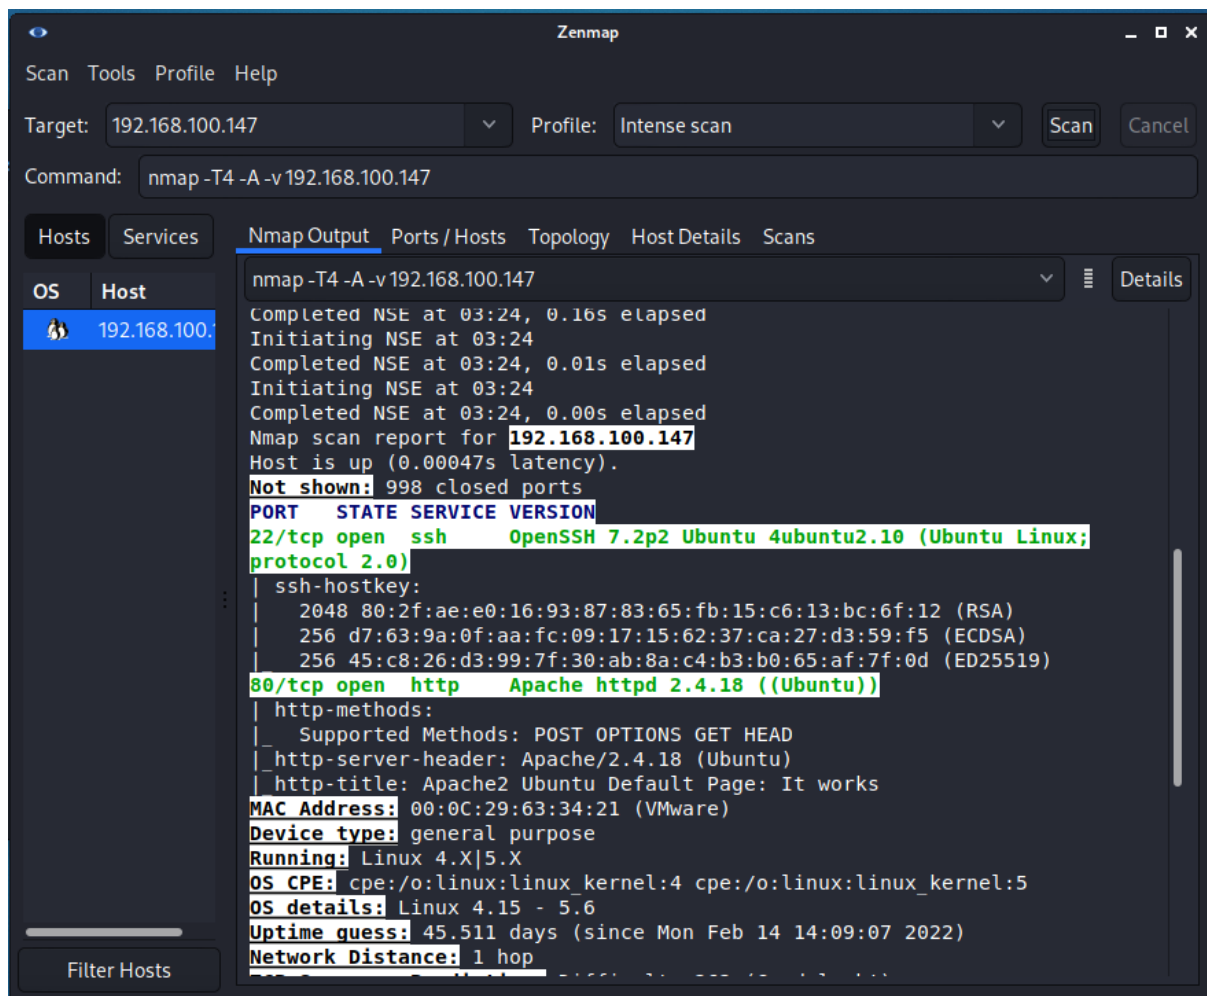 Zenmap
Scan Tools Profile Help
Target: 192.168.100.147 Profile: Intense scan Scan Cancel
Command: nmap -T4 -A -v 192.168.100.147
Hosts Services Nmap Output Ports / Hosts Topology Host Details Scans
nmap -T4 -A -v 192.168.100.147 Details
OS Host
192.168.100.
Completed NSE at 03:24, 0.16s elapsed
Initiating NSE at 03:24
Completed NSE at 03:24, 0.01s elapsed
Initiating NSE at 03:24
Completed NSE at 03:24, 0.00s elapsed
Nmap scan report for 192.168.100.147
Host is up (0.00047s latency).
Not shown: 998 closed ports
PORT STATE SERVICE VERSION
22/tcp open ssh OpenSSH 7.2p2 Ubuntu 4ubuntu2.10 (Ubuntu Linux;
protocol 2.0)
| ssh-hostkey:
| 2048 80:2f:ae:e0:16:93:87:83:65:fb:15:c6:13:bc:6f:12 (RSA)
| 256 d7:63:9a:0f:aa:fc:09:17:15:62:37:ca:27:d3:59:f5 (ECDSA)
|_ 256 45:c8:26:d3:99:7f:30:ab:8a:c4:b3:b0:65:af:7f:0d (ED25519)
80/tcp open http Apache httpd 2.4.18 ((Ubuntu))
| http-methods:
|_ Supported Methods: POST OPTIONS GET HEAD
|_http-server-header: Apache/2.4.18 (Ubuntu)
|_http-title: Apache2 Ubuntu Default Page: It works
MAC Address: 00:0C:29:63:34:21 (VMware)
Device type: general purpose
Running: Linux 4.X|5.X
OS CPE: cpe:/o:linux:linux_kernel:4 cpe:/o:linux:linux_kernel:5
OS details: Linux 4.15 - 5.6
Uptime guess: 45.511 days (since Mon Feb 14 14:09:07 2022)
Network Distance: 1 hop
Filter Hosts